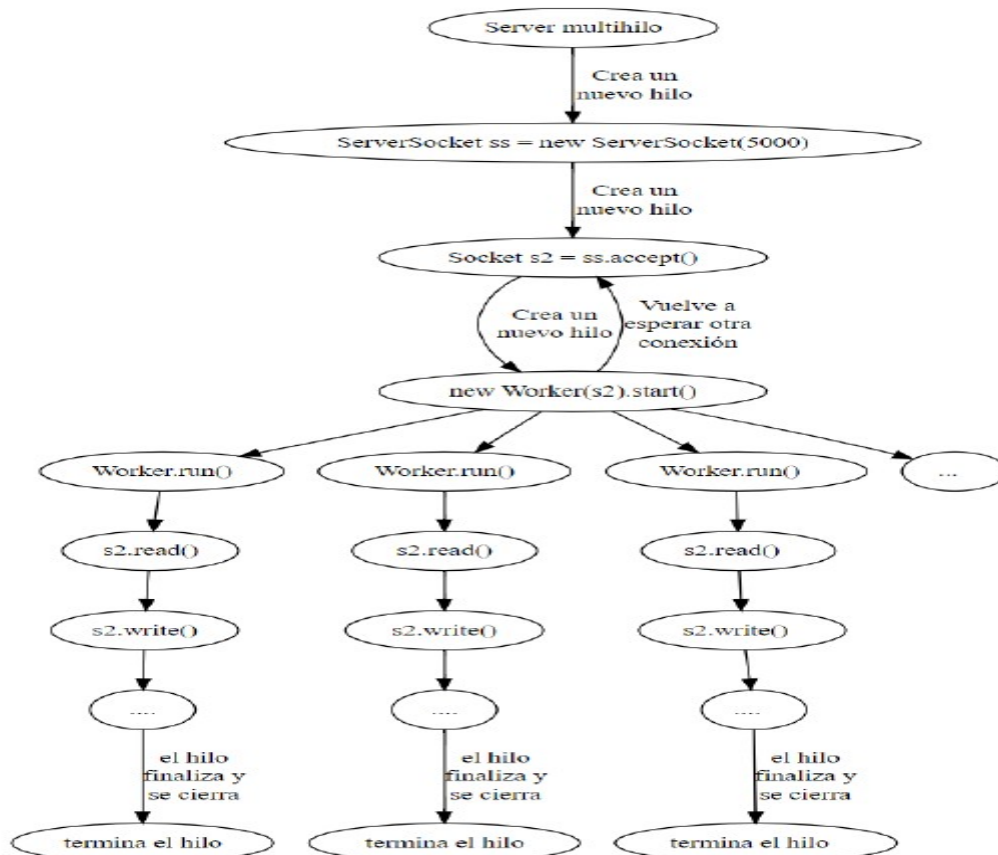 Server multihilo
Crea un
nuevo hilo
ServerSocket ss = new ServerSocket(5000)
Crea un
nuevo hilo
Socket s2 = ss.accept()
Crea un
nuevo hilo
Vuelve a
esperar otra
conexión
new Worker(s2).start()
Worker.run()
Worker.run()
Worker.run()
...
s2.read()
s2.read()
s2.read()
s2.write()
s2.write()
s2.write()
....
....
....
el hilo
finaliza y
se cierra
el hilo
finaliza y
se cierra
el hilo
finaliza y
se cierra
termina el hilo
termina el hilo
termina el hilo